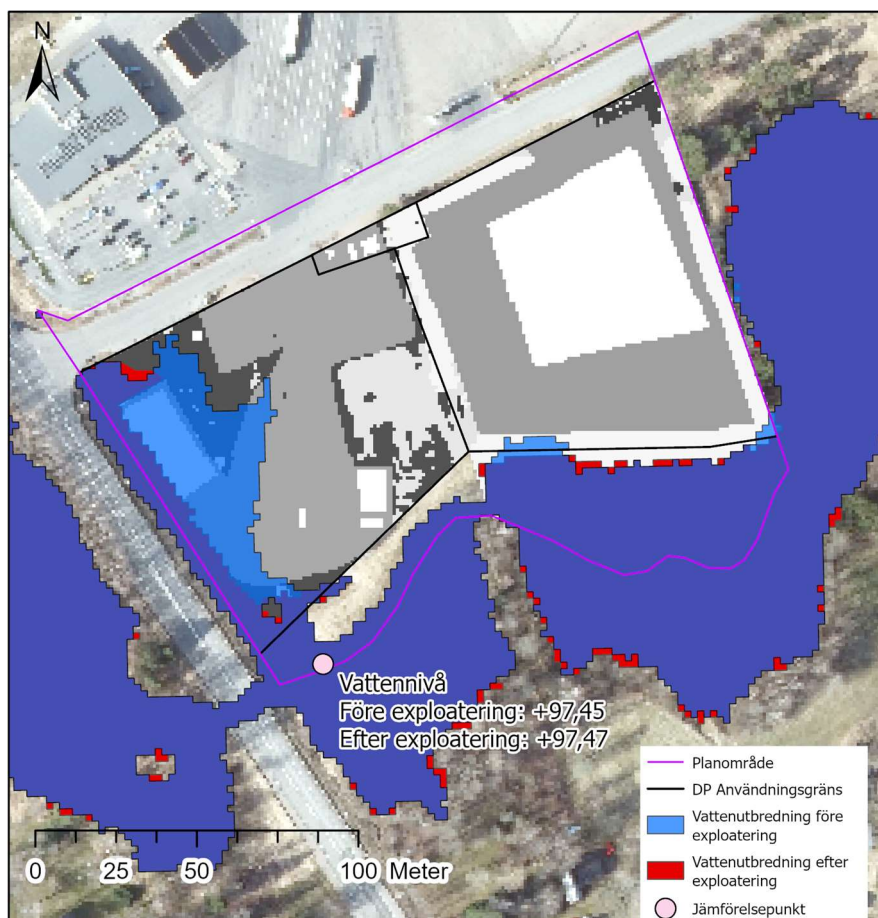 N
Vattennivå
Före exploatering: +97,45
Efter exploatering: +97,47
0 25 50 100 Meter
Planområde
DP Användningsgräns
Vattenutbredning före
exploatering
Vattenutbredning efter
exploatering
Jämförelsepunkt